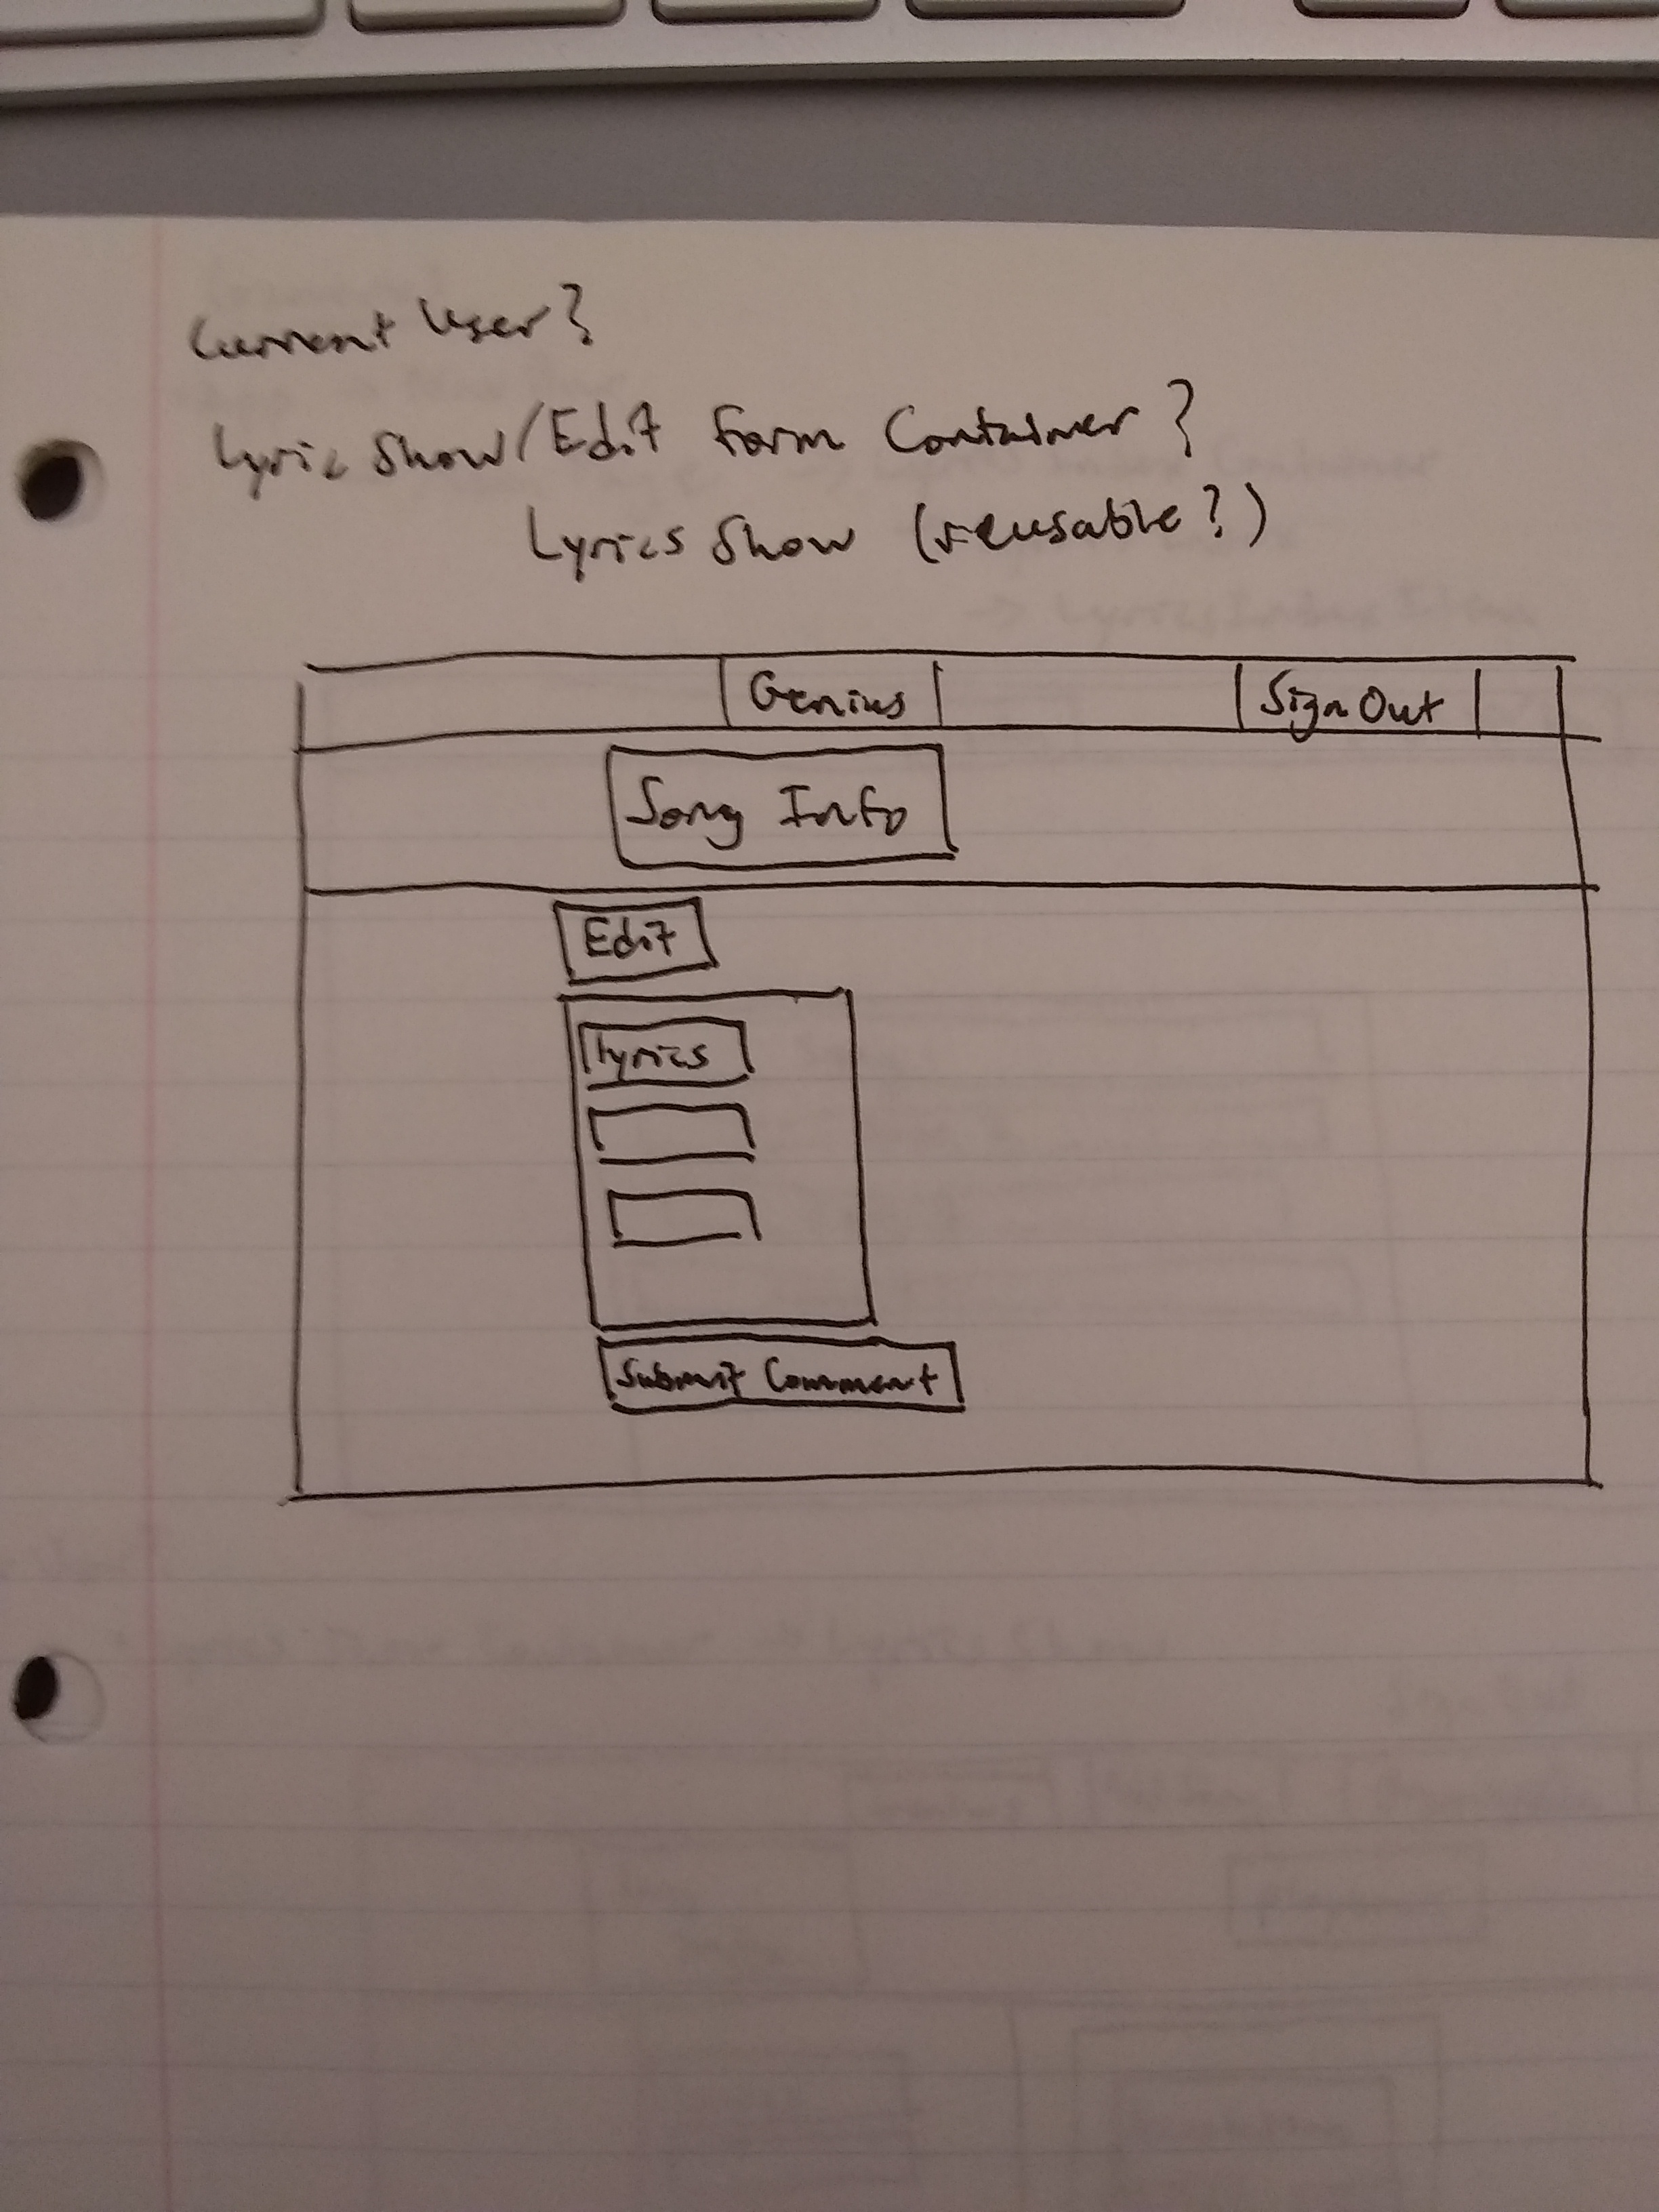 Current User?
Lyric Show/Edit Form Container?
Lyrics Show (reusable?)
Genius
Sign Out
Song Info
Edit
Lyrics
Submit Comment